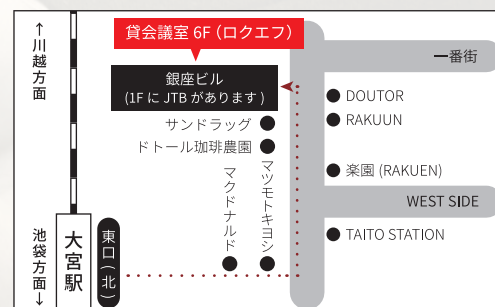 ↑川越方面
貸会議室 6F (ロクエフ)
一番街
銀座ビル
(1F に JTB があります)
DOUTOR
サンドラッグ
RAKUUN
ドトール珈琲農園
マクドナルド
マツモトキヨシ
楽園 (RAKUEN)
WEST SIDE
TAITO STATION
池袋方面↓
大宮駅
東口(北)